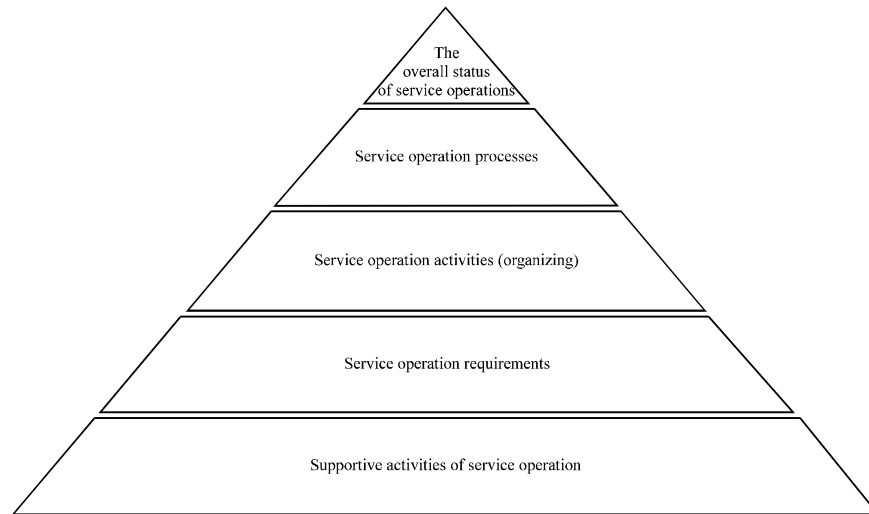 The
overall status
of service operations
Service operation processes
Service operation activities (organizing)
Service operation requirements
Supportive activities of service operation